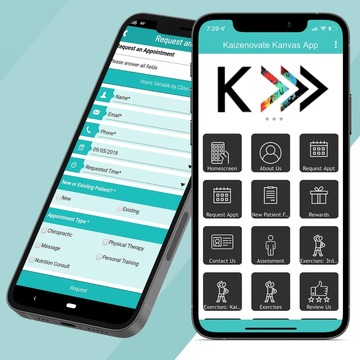 Request an
Request an Appointment
Please answer all fields
Hours Variable by Clinic
Name*
Email*
Phone*
09/05/2019
Requested Time*
New or Existing Patient*
New
Existing
Appointment Type*
Chiropractic
Physical Therapy
Massage
Personal Training
Nutrition Consult
Request
7:29
Kaizenovate Kanvas App
K
Homescreen
About Us
Request Appt
Request Appt
New Patient F...
Rewards
Contact Us
Assessment
Exercises: 3rd...
Exercises: Kai...
Exercises
Review Us